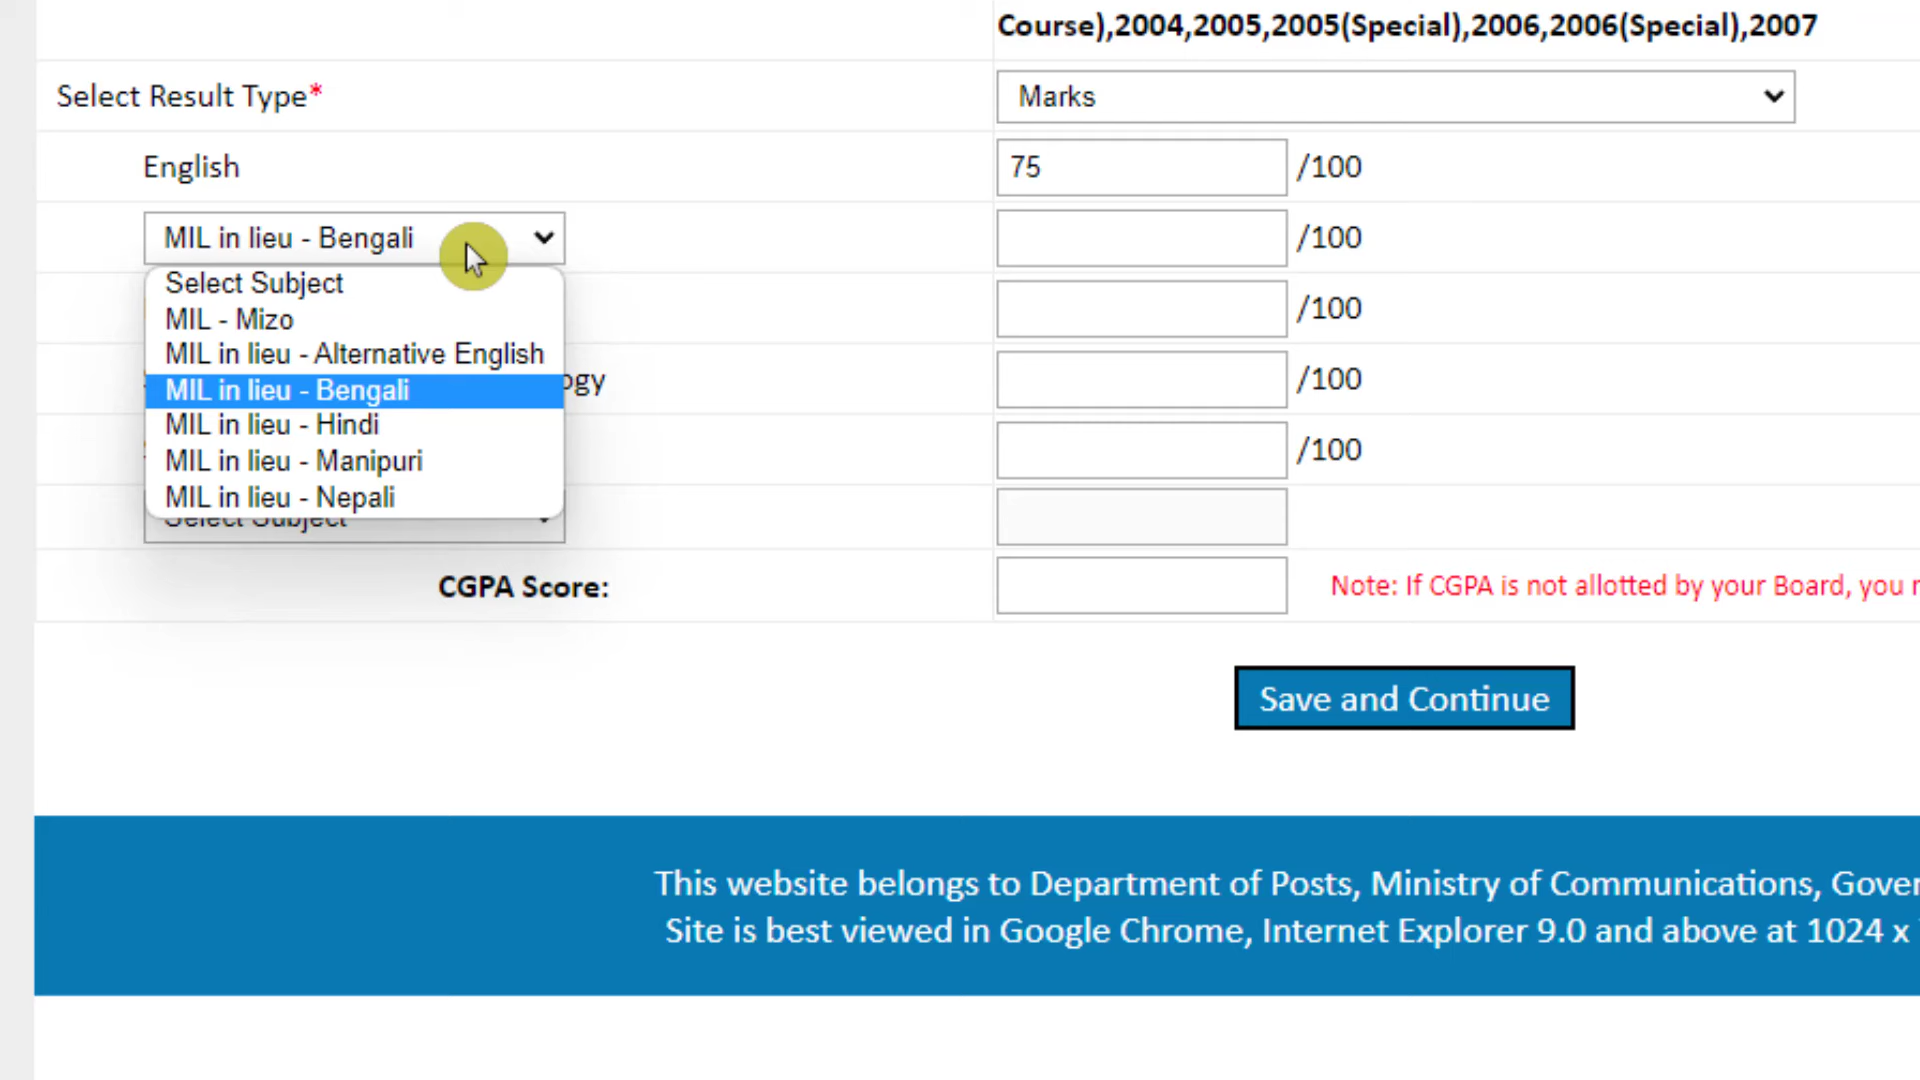 Course),2004,2005,2005(Special),2006,2006(Special),2007
Select Result Type* Marks
English 75 /100
MIL in lieu - Bengali /100
Select Subject
MIL - Mizo /100
MIL in lieu - Alternative English
MIL in lieu - Bengali /100
MIL in lieu - Hindi
MIL in lieu - Manipuri /100
MIL in lieu - Nepali
Select Subject
CGPA Score: Note: If CGPA is not allotted by your Board, you
Save and Continue
This website belongs to Department of Posts, Ministry of Communications,
Site is best viewed in Google Chrome, Internet Explorer 9.0 and above at 1024 x